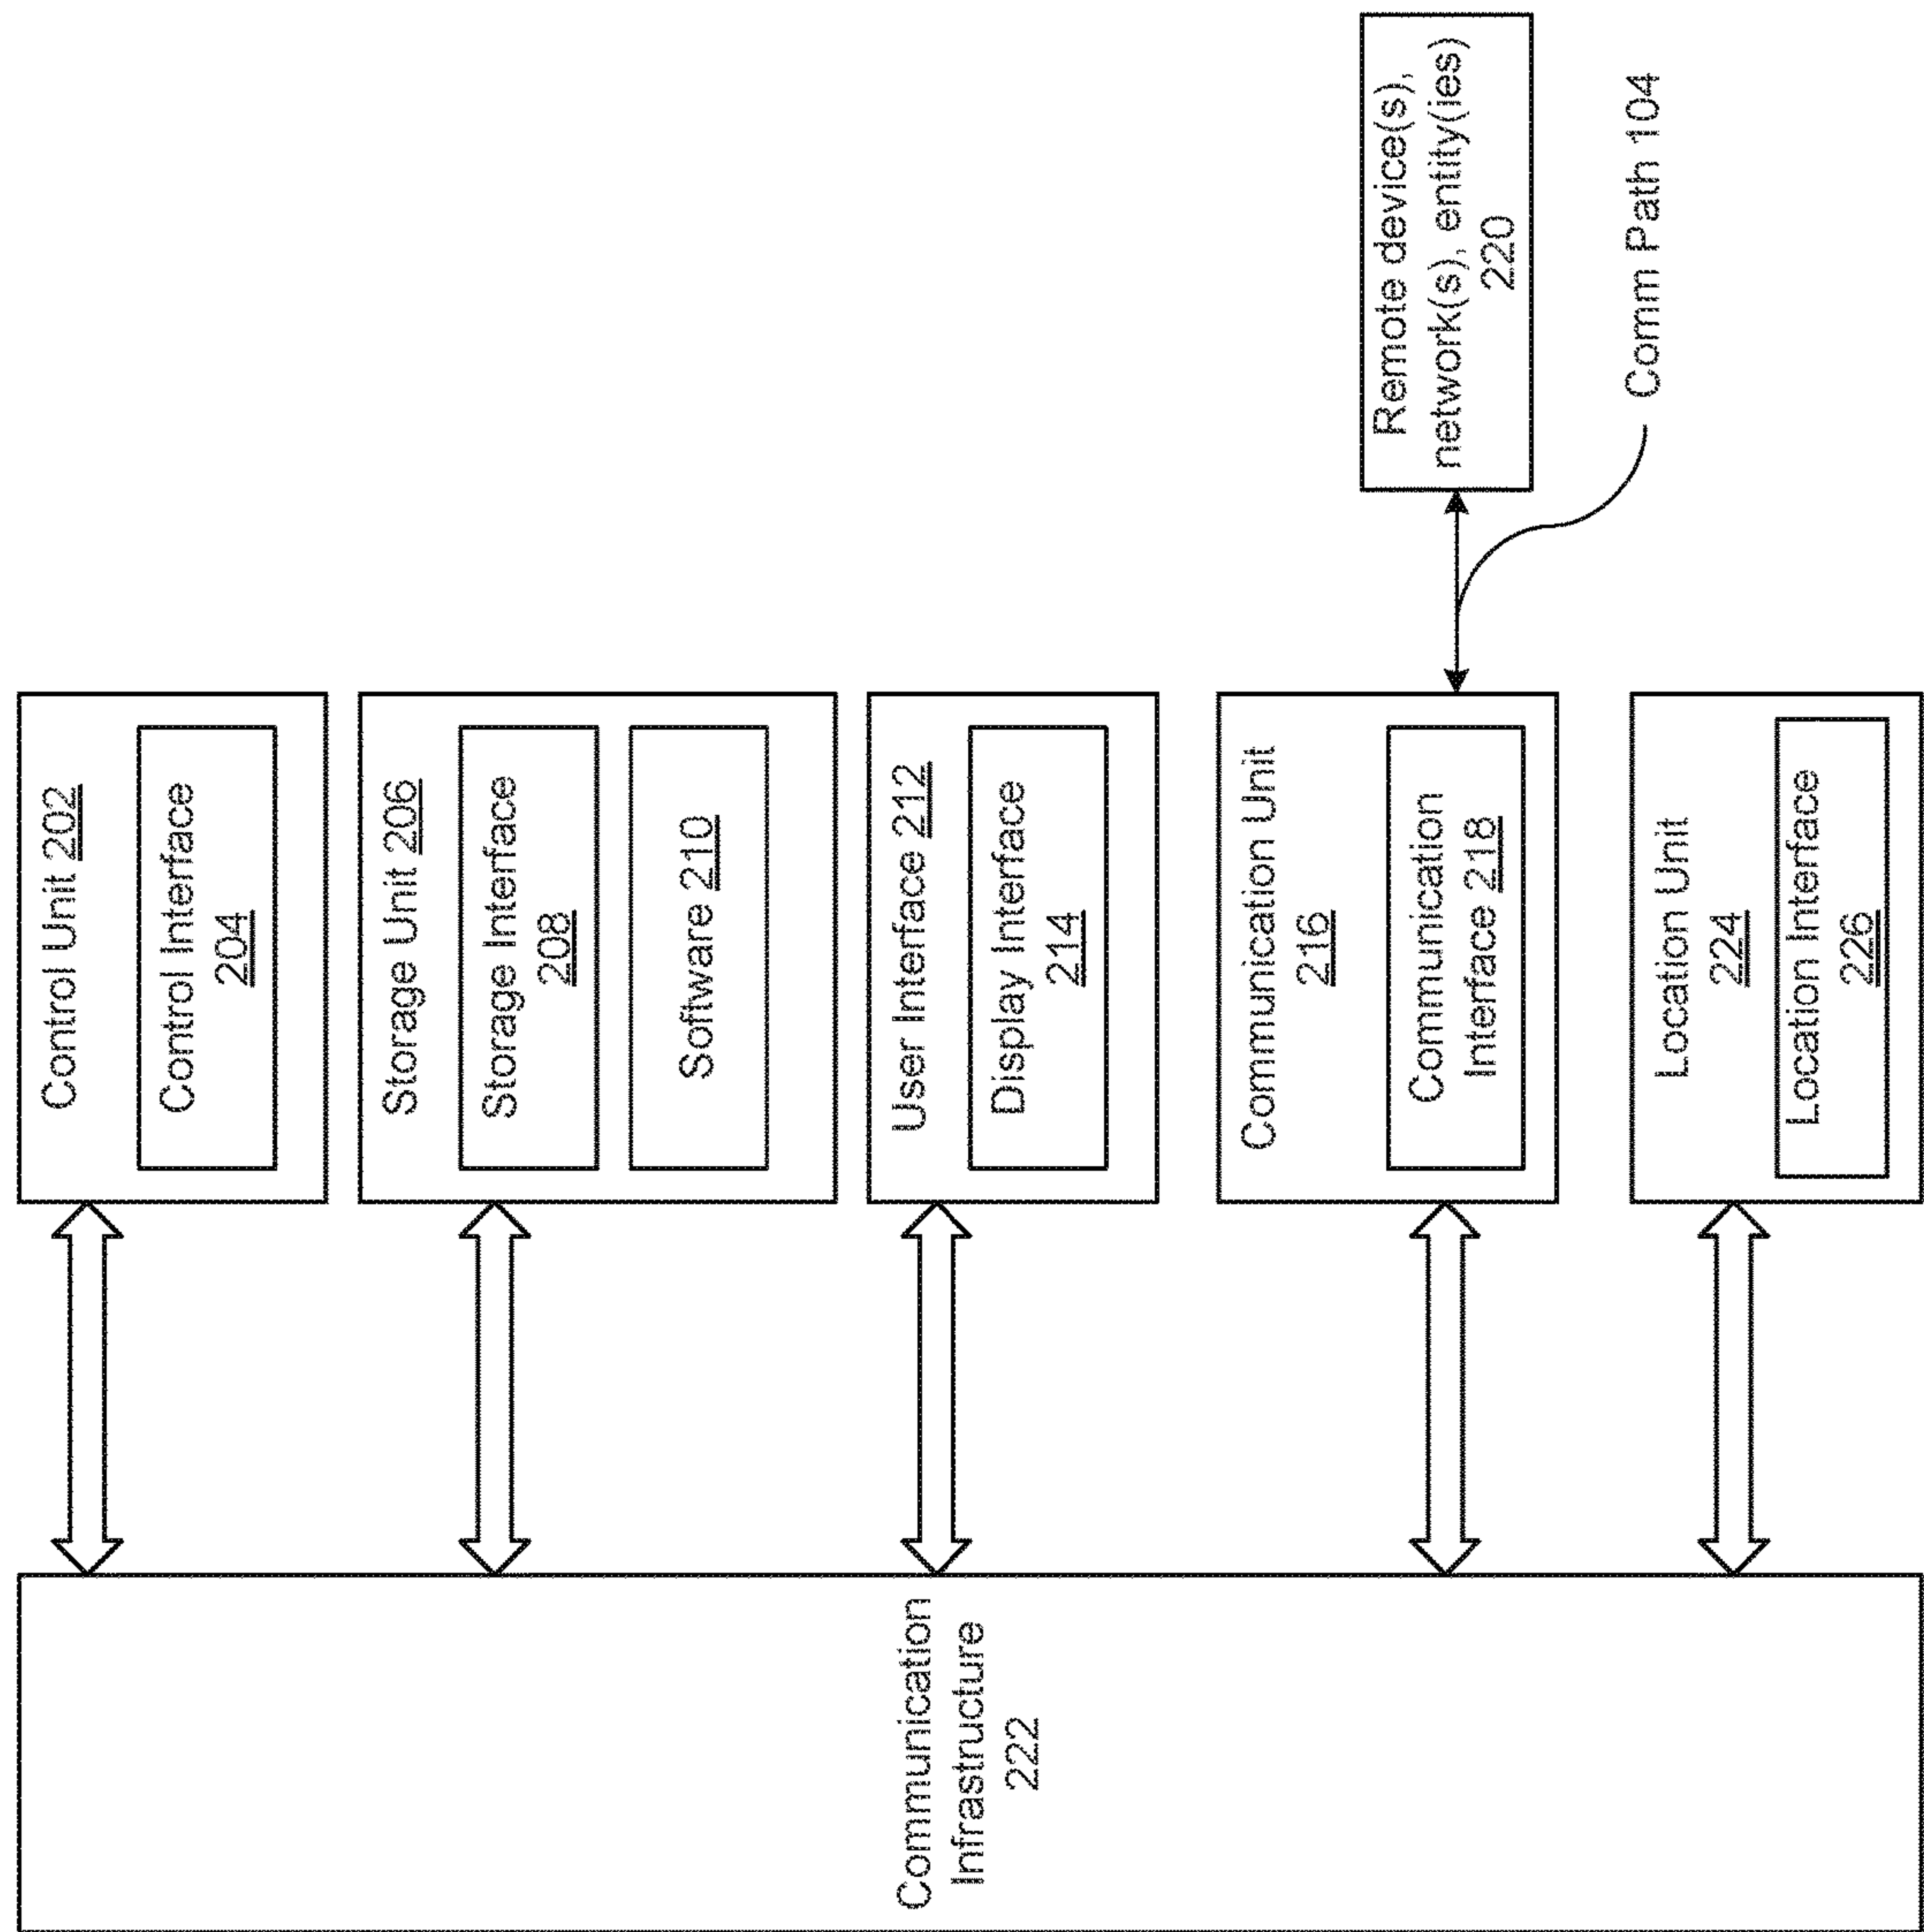 Control Unit 202
Control Interface
204
Storage Unit 206
Storage Interface
208
Software 210
User Interface 212
Display Interface
214
Communication Unit
216
Communication
Interface 218
Location Unit
224
Location Interface
226
Communication
Infrastructure
222
Remote device(s),
network(s), entity(ies)
220
Comm Path 104